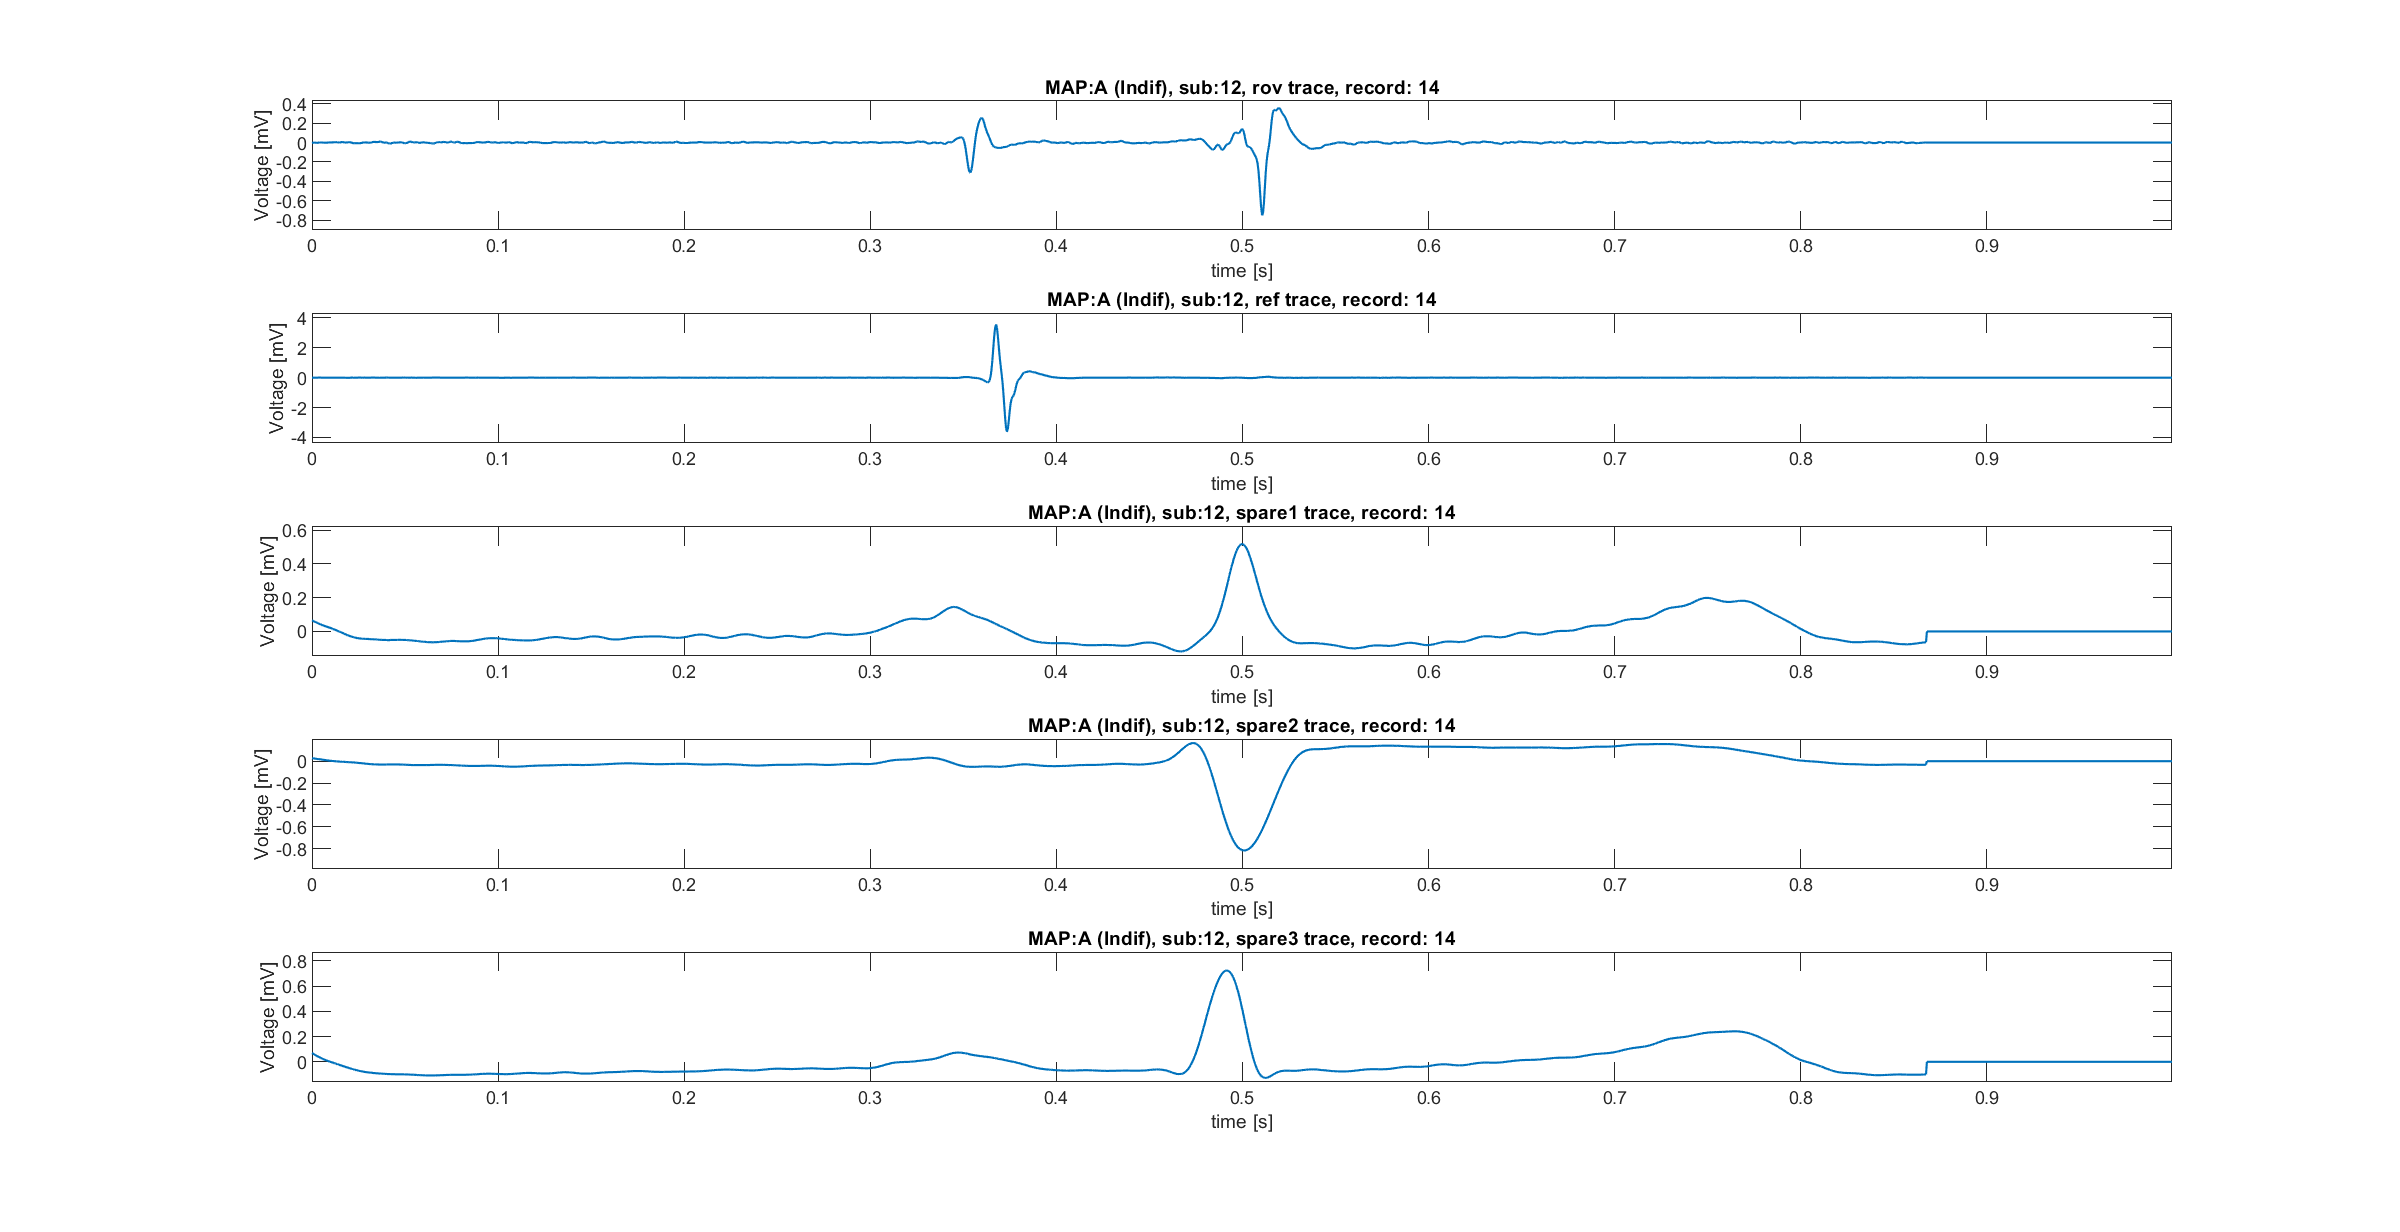 MAP:A (Indif), sub:12, rov trace, record: 14
Voltage [mV]
0.4
0.2
0
-0.2
-0.4
-0.6
-0.8
0 0.1 0.2 0.3 0.4 0.5 0.6 0.7 0.8 0.9
time [s]
MAP:A (Indif), sub:12, ref trace, record: 14
Voltage [mV]
4
2
0
-2
-4
0 0.1 0.2 0.3 0.4 0.5 0.6 0.7 0.8 0.9
time [s]
MAP:A (Indif), sub:12, spare1 trace, record: 14
Voltage [mV]
0.6
0.4
0.2
0
0 0.1 0.2 0.3 0.4 0.5 0.6 0.7 0.8 0.9
time [s]
MAP:A (Indif), sub:12, spare2 trace, record: 14
Voltage [mV]
0
-0.2
-0.4
-0.6
-0.8
0 0.1 0.2 0.3 0.4 0.5 0.6 0.7 0.8 0.9
time [s]
MAP:A (Indif), sub:12, spare3 trace, record: 14
Voltage [mV]
0.8
0.6
0.4
0.2
0
0 0.1 0.2 0.3 0.4 0.5 0.6 0.7 0.8 0.9
time [s]